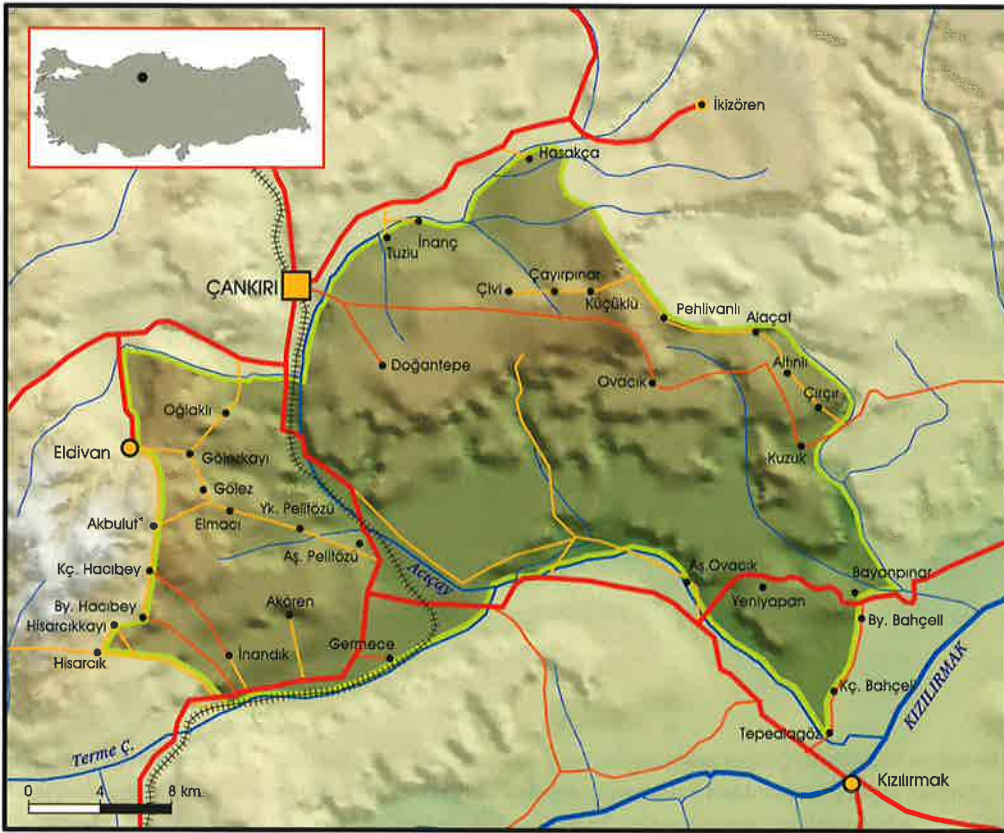 İkizören
Hasakça
İnanç
Tuzlu
ÇANKIRI
Çayırpınar
Çivi
Küçüklü
Pehlivanlı
Alaçat
Doğantepe
Altınlı
Ovacık
Çırçır
Oğlaklı
Eldivan
Gölezkayı
Kuzuk
Gölez
Yk. Pelitözü
Akbulut*
Elmacı
Aş. Pelitözü
Kç. Hacıbey
Acıçay
Aş.Ovacık
Bayanpınar
Yeniyapan
By. Hacıbey
Akören
By. Bahçeli
Hisarcıkkayı
Hisarcık
İnandık
Germece
Kç. Bahçeli
KIZILIRMAK
Tepealagöz
Terme Ç.
Kızılırmak
0 4 8 km.